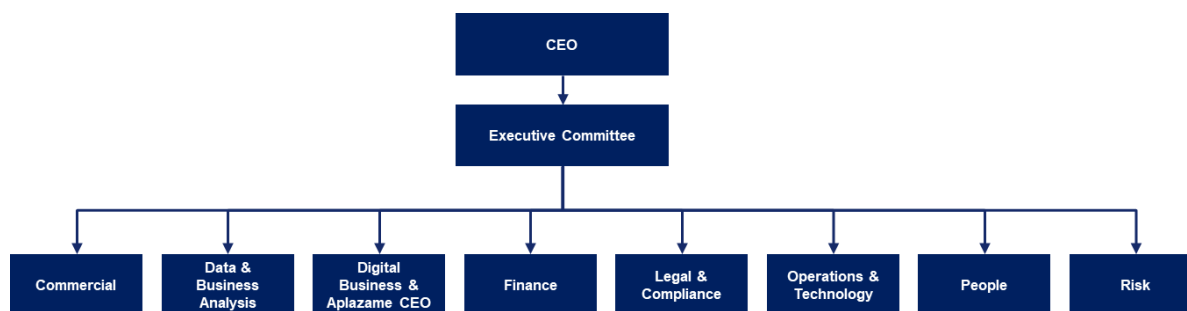 CEO
Executive Committee
Commercial
Data &
Business
Analysis
Digital
Business &
Aplazame CEO
Finance
Legal &
Compliance
Operations &
Technology
People
Risk